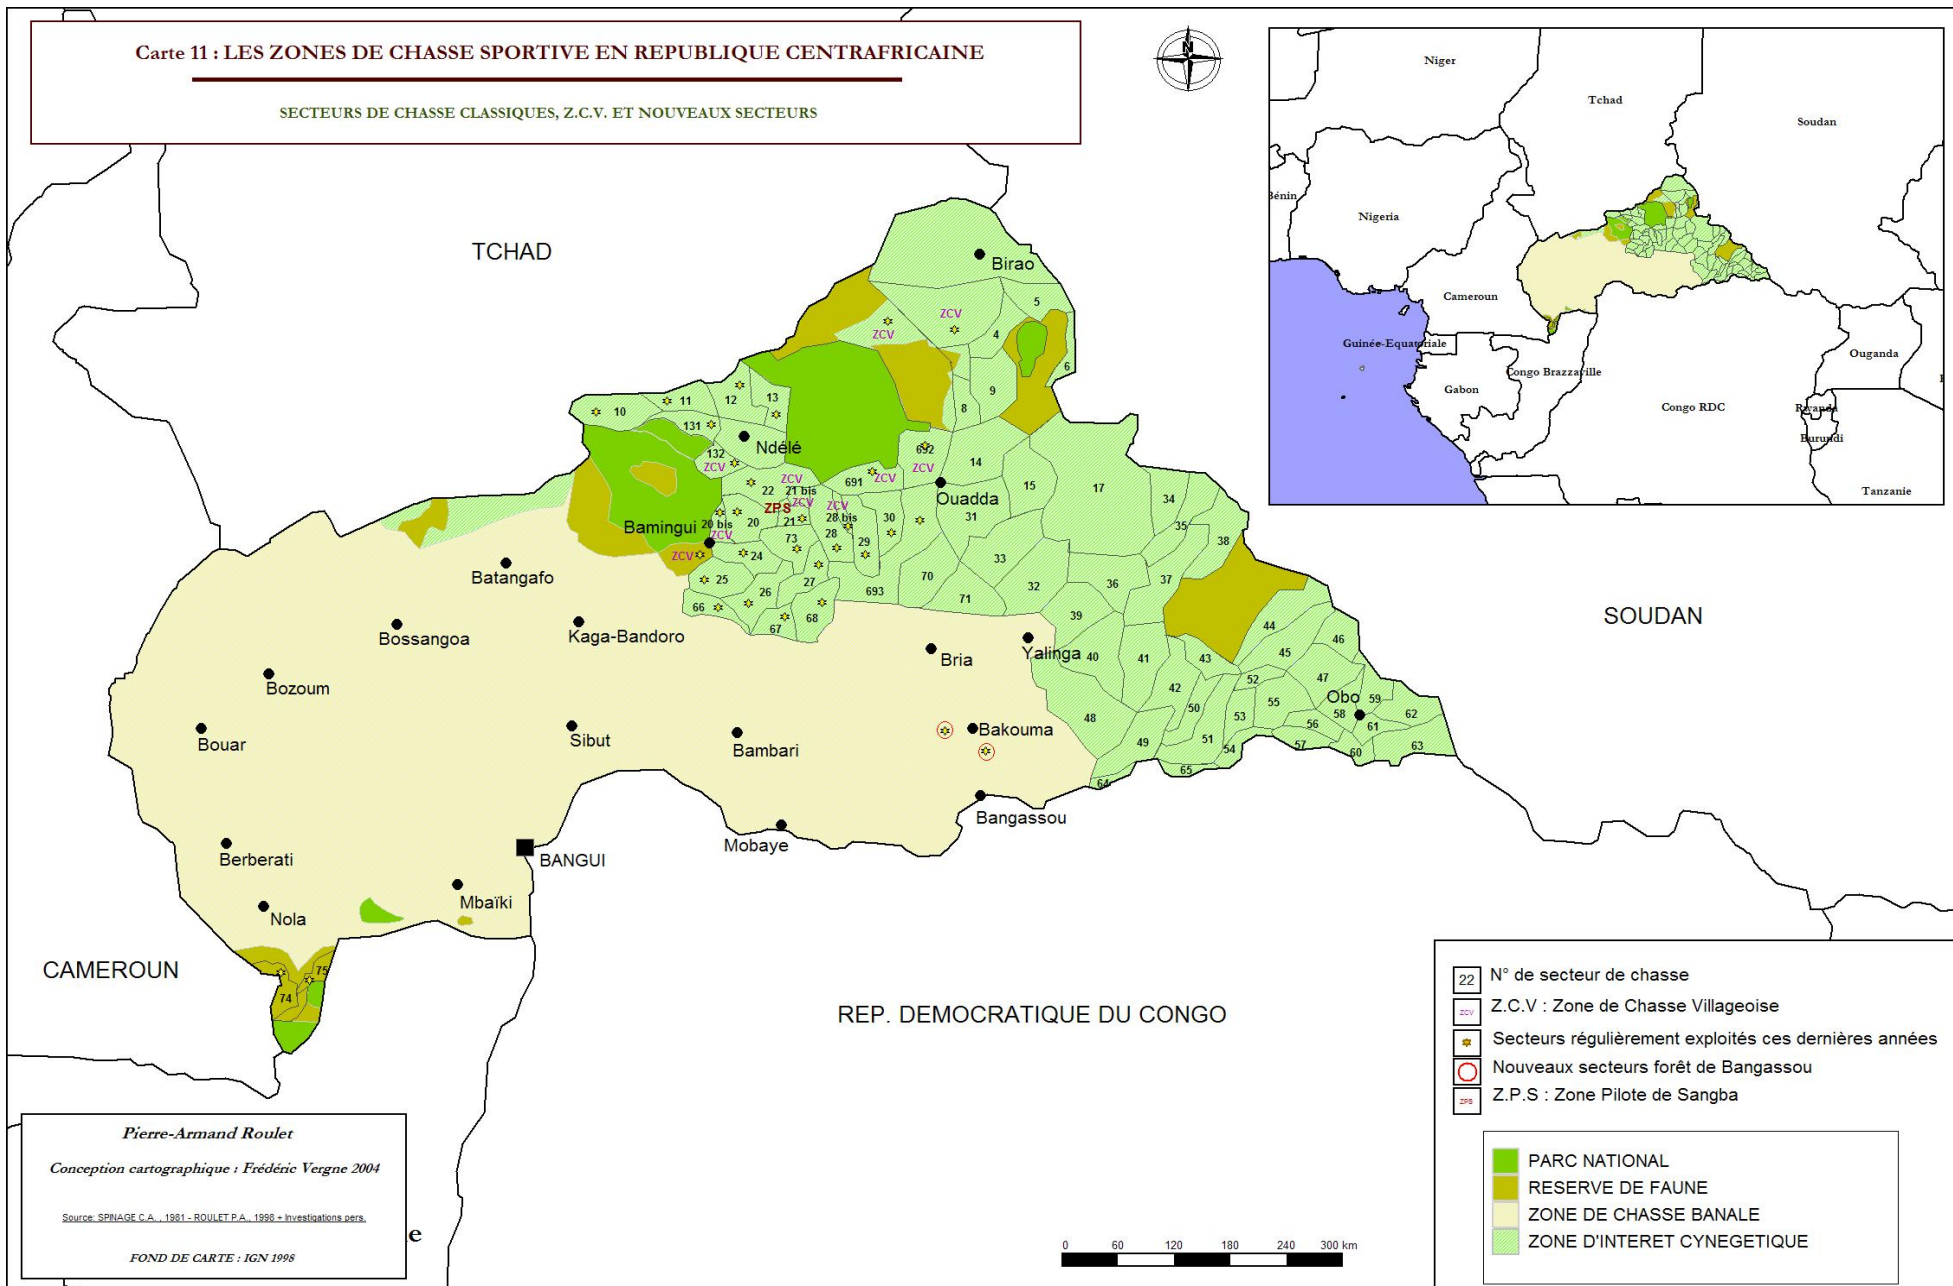 Carte 11 : LES ZONES DE CHASSE SPORTIVE EN REPUBLIQUE CENTRAFRICAINE
SECTEURS DE CHASSE CLASSIQUES, Z.C.V. ET NOUVEAUX SECTEURS
N
Niger
Tchad
Soudan
Bénin
Nigeria
Cameroun
Guinée-Equatoriale
Congo Brazzaville
Gabon
Congo RDC
Ouganda
Rwanda
Burundi
Tanzanie
TCHAD
Birao
5
ZCV
ZCV
4
6
9
8
13
12
11
10
131
132
Ndélé
ZCV
692
ZCV
14
ZCV
22
21 bis
691
ZCV
Ouadda
15
17
34
ZPS
ZCV
ZCV
20 bis
20
21
28 bis
30
31
35
38
Bamingui
ZCV
73
28
29
33
ZCV
24
Batangafo
25
26
27
693
70
71
32
36
37
66
67
68
39
SOUDAN
Bossangoa
Kaga-Bandoro
Bria
Yalinga
40
41
43
44
45
46
Bozoum
42
52
47
Obo
59
Bouar
Sibut
Bambari
Bakouma
48
50
53
55
58
62
49
51
54
56
57
61
60
63
65
64
Bangassou
Mobaye
Berberati
BANGUI
Mbaïki
Nola
CAMEROUN
75
74
REP. DEMOCRATIQUE DU CONGO
22 N° de secteur de chasse
ZCV Z.C.V : Zone de Chasse Villageoise
Secteurs régulièrement exploités ces dernières années
Nouveaux secteurs forêt de Bangassou
ZPS Z.P.S : Zone Pilote de Sangba
PARC NATIONAL
RESERVE DE FAUNE
ZONE DE CHASSE BANALE
ZONE D'INTERET CYNEGETIQUE
Pierre-Armand Roulet
Conception cartographique : Frédéric Vergne 2004
Source: SPINAGE C.A. , 1981 - ROULET P.A., 1998 + Investigations pers.
FOND DE CARTE : IGN 1998
e
0 60 120 180 240 300 km